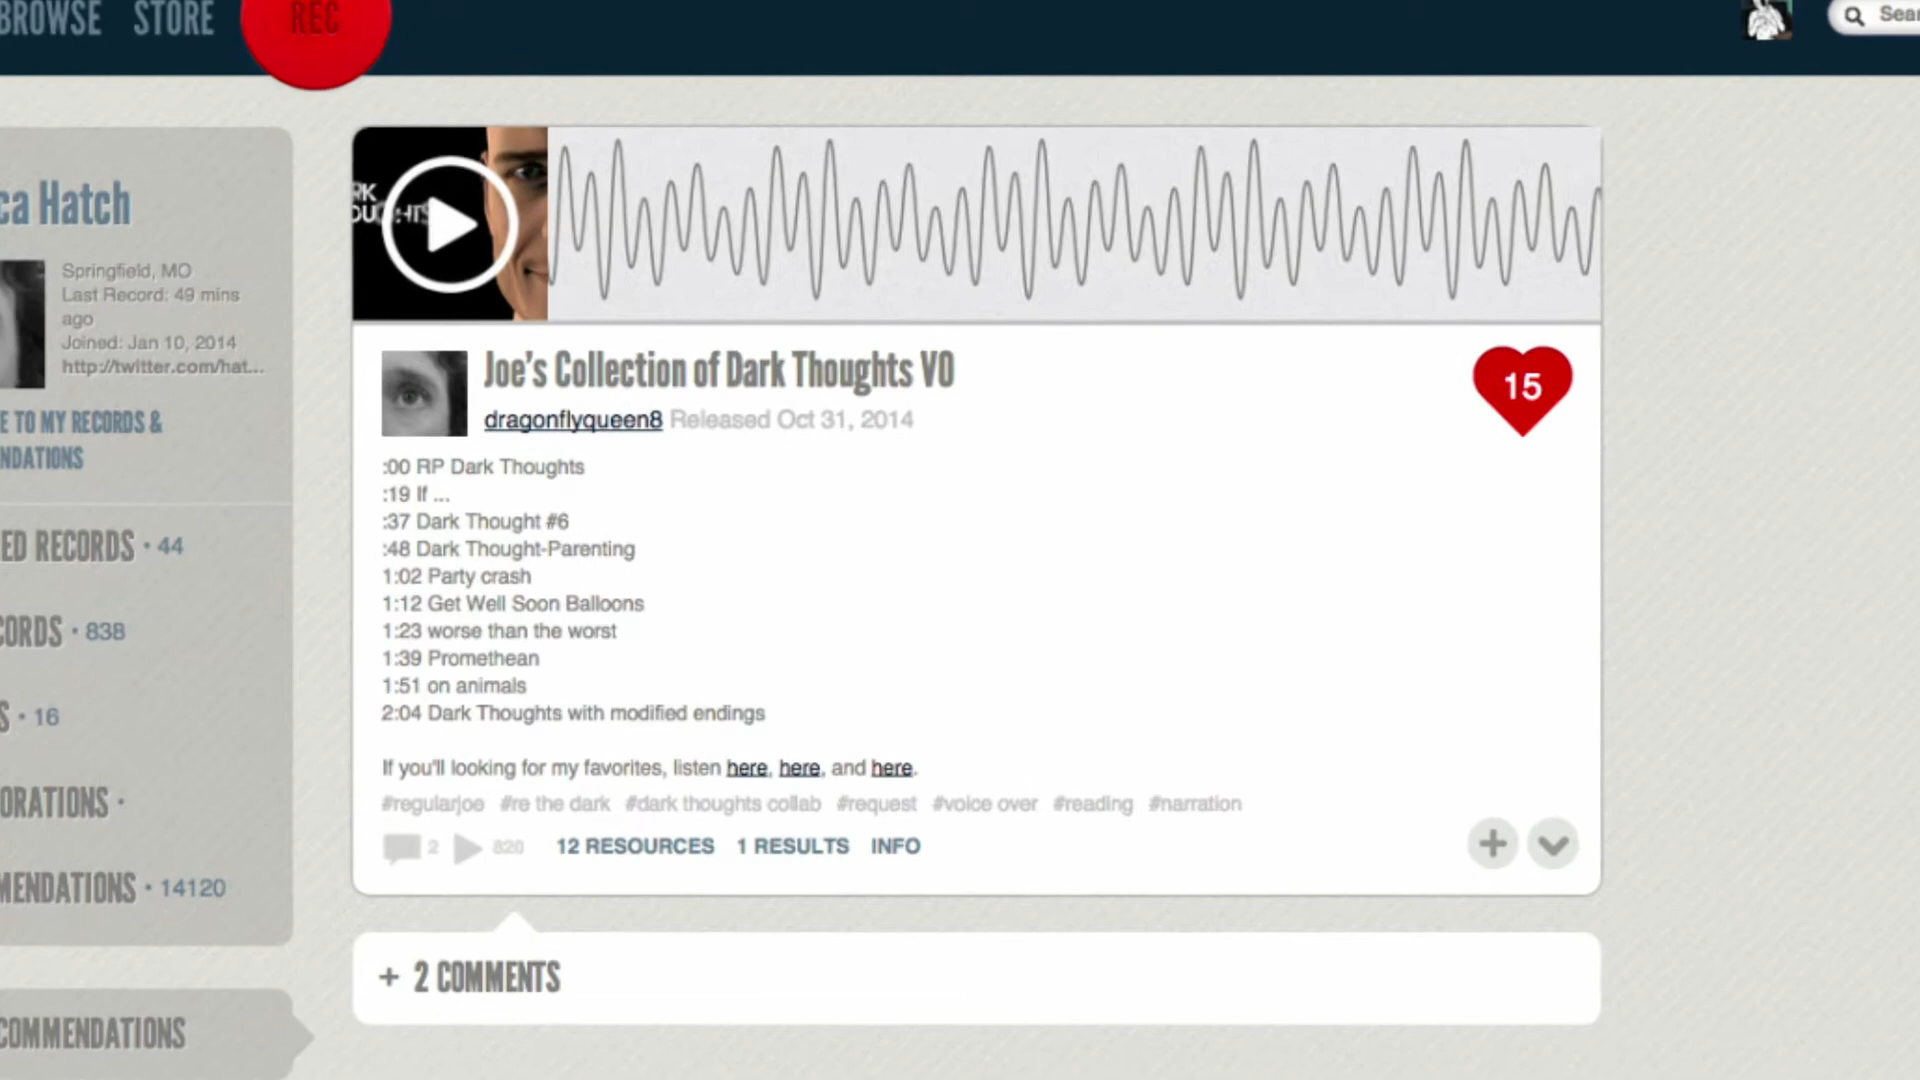 BROWSE STORE REC
Sear
ca Hatch
Springfield, MO
Last Record: 49 mins
ago
Joined: Jan 10, 2014
http://twitter.com/hat...
E TO MY RECORDS &
NDATIONS
ED RECORDS · 44
CORDS · 838
S · 16
ORATIONS ·
MENDATIONS · 14120
COMMENDATIONS
RK
OUGHTS
Joe's Collection of Dark Thoughts VO
dragonflyqueen8 Released Oct 31, 2014
15
:00 RP Dark Thoughts
:19 If ...
:37 Dark Thought #6
:48 Dark Thought-Parenting
1:02 Party crash
1:12 Get Well Soon Balloons
1:23 worse than the worst
1:39 Promethean
1:51 on animals
2:04 Dark Thoughts with modified endings
If you'll looking for my favorites, listen here, here, and here.
#regularjoe #re the dark #dark thoughts collab #request #voice over #reading #narration
2 820 12 RESOURCES 1 RESULTS INFO
+ 2 COMMENTS